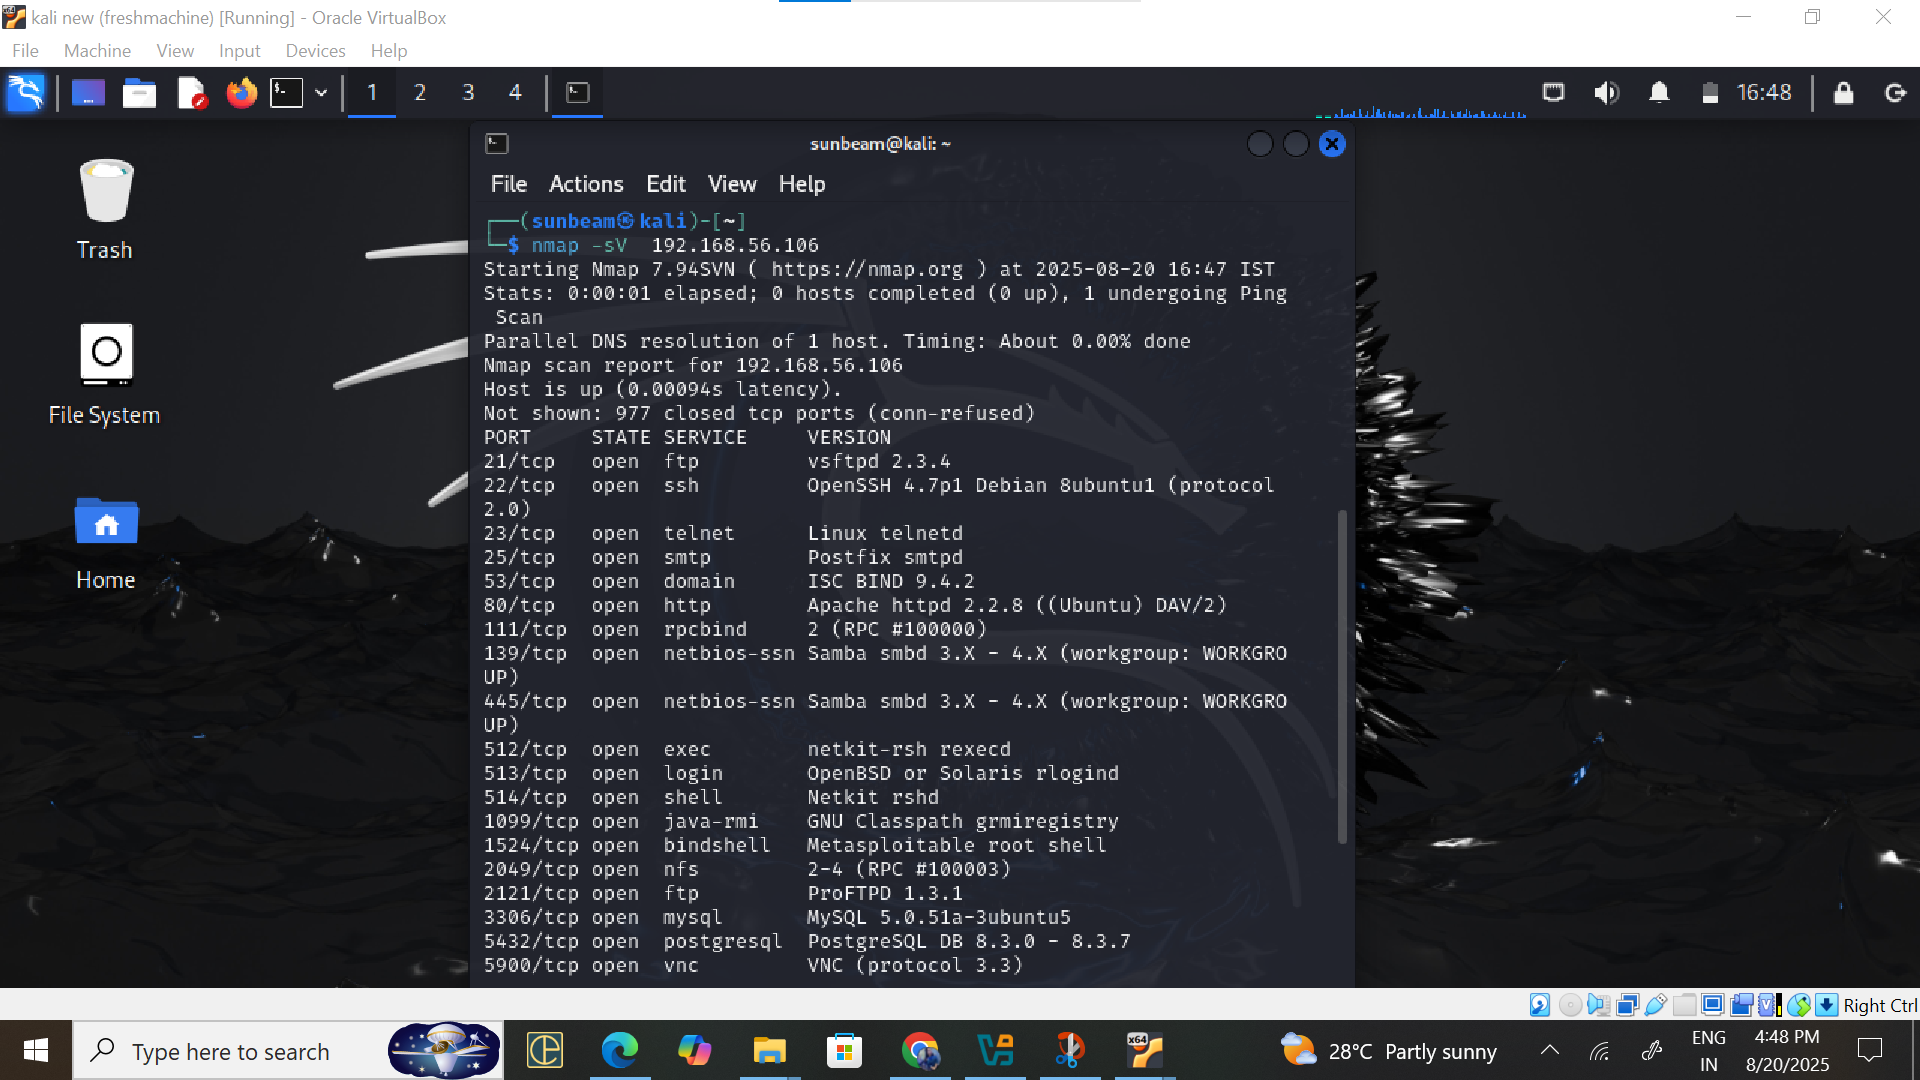 kali new (freshmachine) [Running] - Oracle VirtualBox
File Machine View Input Devices Help
1 2 3 4
16:48
Trash
File System
Home
sunbeam@kali: ~
File Actions Edit View Help
┌──(sunbeam㉿kali)-[~]
└─$ nmap -sV  192.168.56.106
Starting Nmap 7.94SVN ( https://nmap.org ) at 2025-08-20 16:47 IST
Stats: 0:00:01 elapsed; 0 hosts completed (0 up), 1 undergoing Ping
 Scan
Parallel DNS resolution of 1 host. Timing: About 0.00% done
Nmap scan report for 192.168.56.106
Host is up (0.00094s latency).
Not shown: 977 closed tcp ports (conn-refused)
PORT     STATE SERVICE     VERSION
21/tcp   open  ftp         vsftpd 2.3.4
22/tcp   open  ssh         OpenSSH 4.7p1 Debian 8ubuntu1 (protocol
2.0)
23/tcp   open  telnet      Linux telnetd
25/tcp   open  smtp        Postfix smtpd
53/tcp   open  domain      ISC BIND 9.4.2
80/tcp   open  http        Apache httpd 2.2.8 ((Ubuntu) DAV/2)
111/tcp  open  rpcbind     2 (RPC #100000)
139/tcp  open  netbios-ssn Samba smbd 3.X - 4.X (workgroup: WORKGRO
UP)
445/tcp  open  netbios-ssn Samba smbd 3.X - 4.X (workgroup: WORKGRO
UP)
512/tcp  open  exec        netkit-rsh rexecd
513/tcp  open  login       OpenBSD or Solaris rlogind
514/tcp  open  shell       Netkit rshd
1099/tcp open  java-rmi    GNU Classpath grmiregistry
1524/tcp open  bindshell   Metasploitable root shell
2049/tcp open  nfs         2-4 (RPC #100003)
2121/tcp open  ftp         ProFTPD 1.3.1
3306/tcp open  mysql       MySQL 5.0.51a-3ubuntu5
5432/tcp open  postgresql  PostgreSQL DB 8.3.0 - 8.3.7
5900/tcp open  vnc         VNC (protocol 3.3)
Right Ctrl
Type here to search
x64
28°C Partly sunny
ENG
IN
4:48 PM
8/20/2025